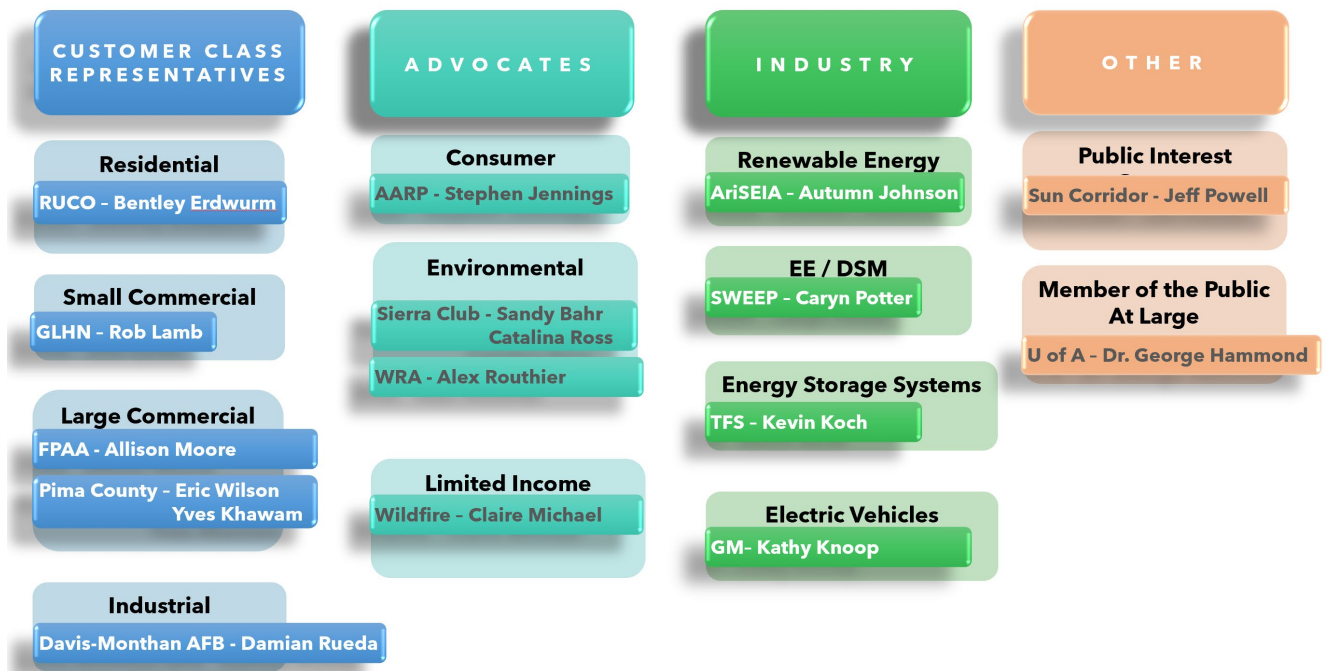 CUSTOMER CLASS
REPRESENTATIVES
Residential
RUCO – Bentley Erdwurm
Small Commercial
GLHN – Rob Lamb
Large Commercial
FPAA - Allison Moore
Pima County – Eric Wilson
Yves Khawam
Industrial
Davis-Monthan AFB - Damian Rueda
ADVOCATES
Consumer
AARP - Stephen Jennings
Environmental
Sierra Club - Sandy Bahr
Catalina Ross
WRA - Alex Routhier
Limited Income
Wildfire – Claire Michael
INDUSTRY
Renewable Energy
AriSEIA – Autumn Johnson
EE / DSM
SWEEP – Caryn Potter
Energy Storage Systems
TFS – Kevin Koch
Electric Vehicles
GM– Kathy Knoop
OTHER
Public Interest
Sun Corridor - Jeff Powell
Member of the Public
At Large
U of A – Dr. George Hammond